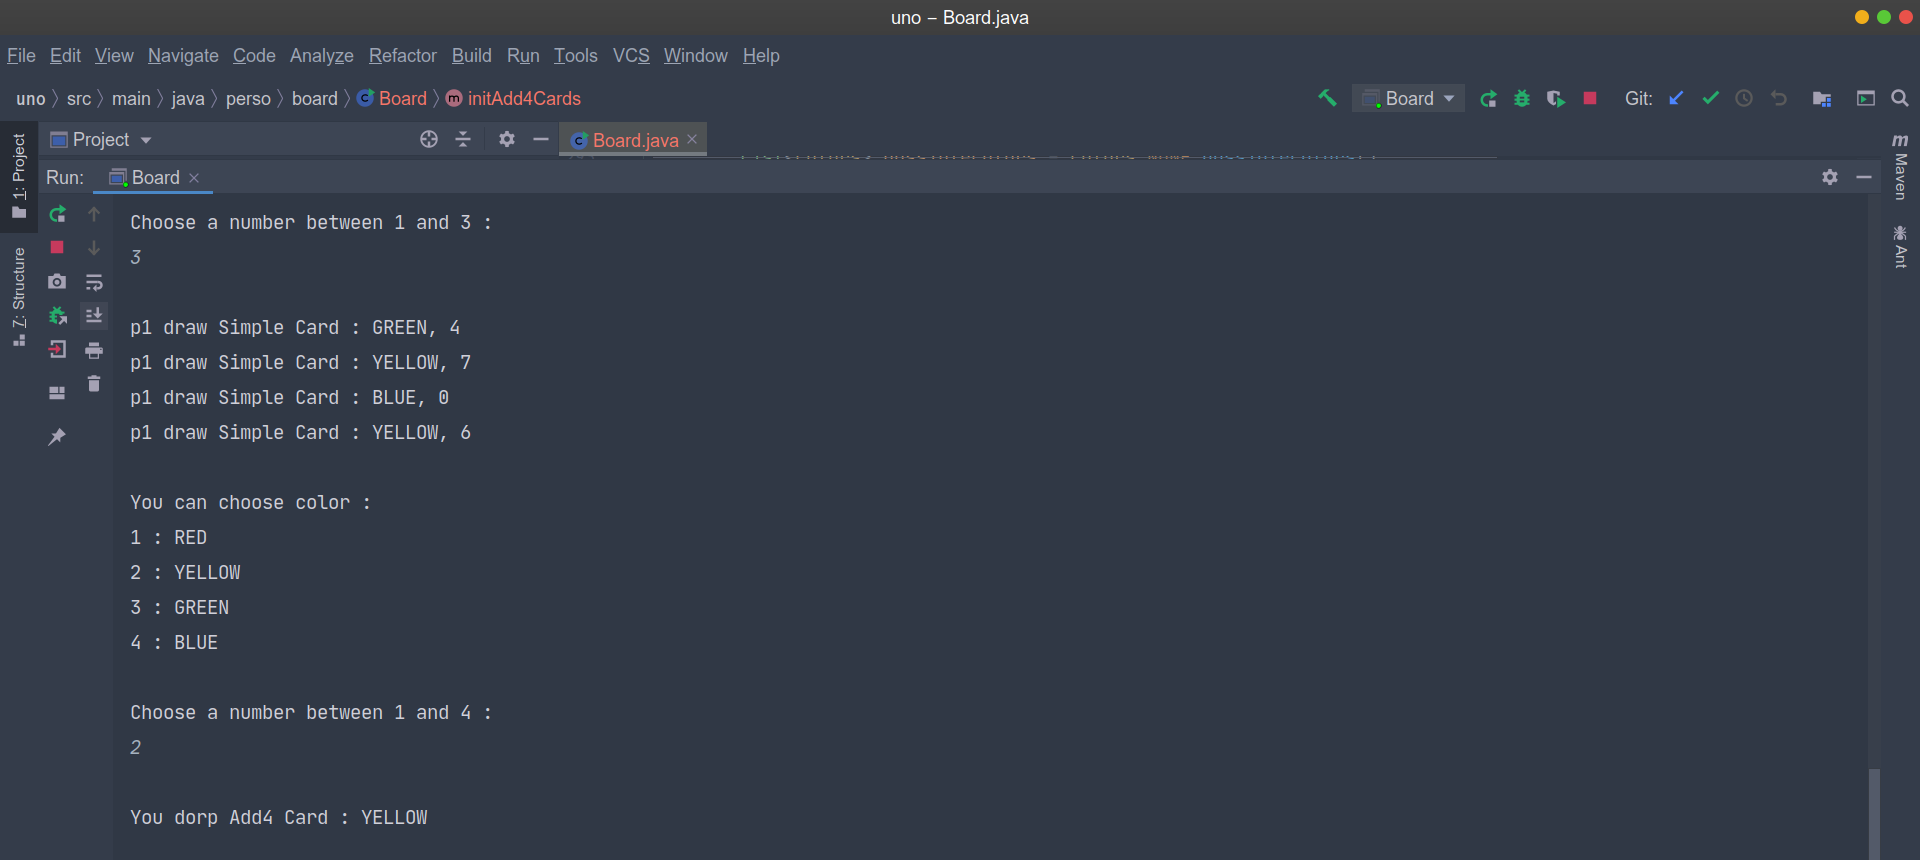 uno – Board.java
File Edit View Navigate Code Analyze Refactor Build Run Tools VCS Window Help
uno src main java perso board Board initAdd4Cards Board Git:
Project Board.java
Run: Board
1: Project
7: Structure
Maven
Ant
Choose a number between 1 and 3 :
3
p1 draw Simple Card : GREEN, 4
p1 draw Simple Card : YELLOW, 7
p1 draw Simple Card : BLUE, 0
p1 draw Simple Card : YELLOW, 6
You can choose color :
1 : RED
2 : YELLOW
3 : GREEN
4 : BLUE
Choose a number between 1 and 4 :
2
You dorp Add4 Card : YELLOW